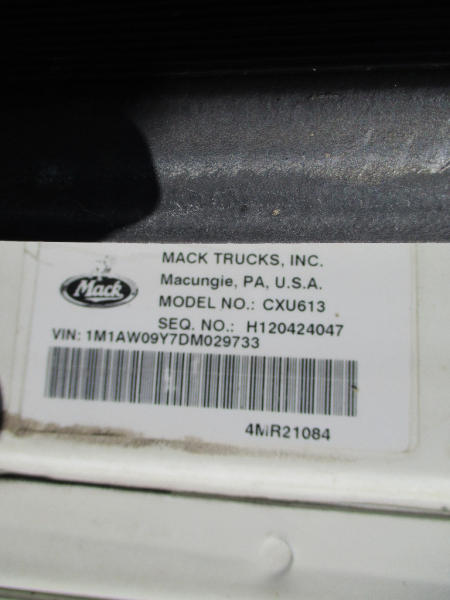 Mack
MACK TRUCKS, INC.
Macungie, PA, U.S.A.
MODEL NO.: CXU613
SEQ. NO.: H120424047
VIN: 1M1AW09Y7DM029733
4MR21084